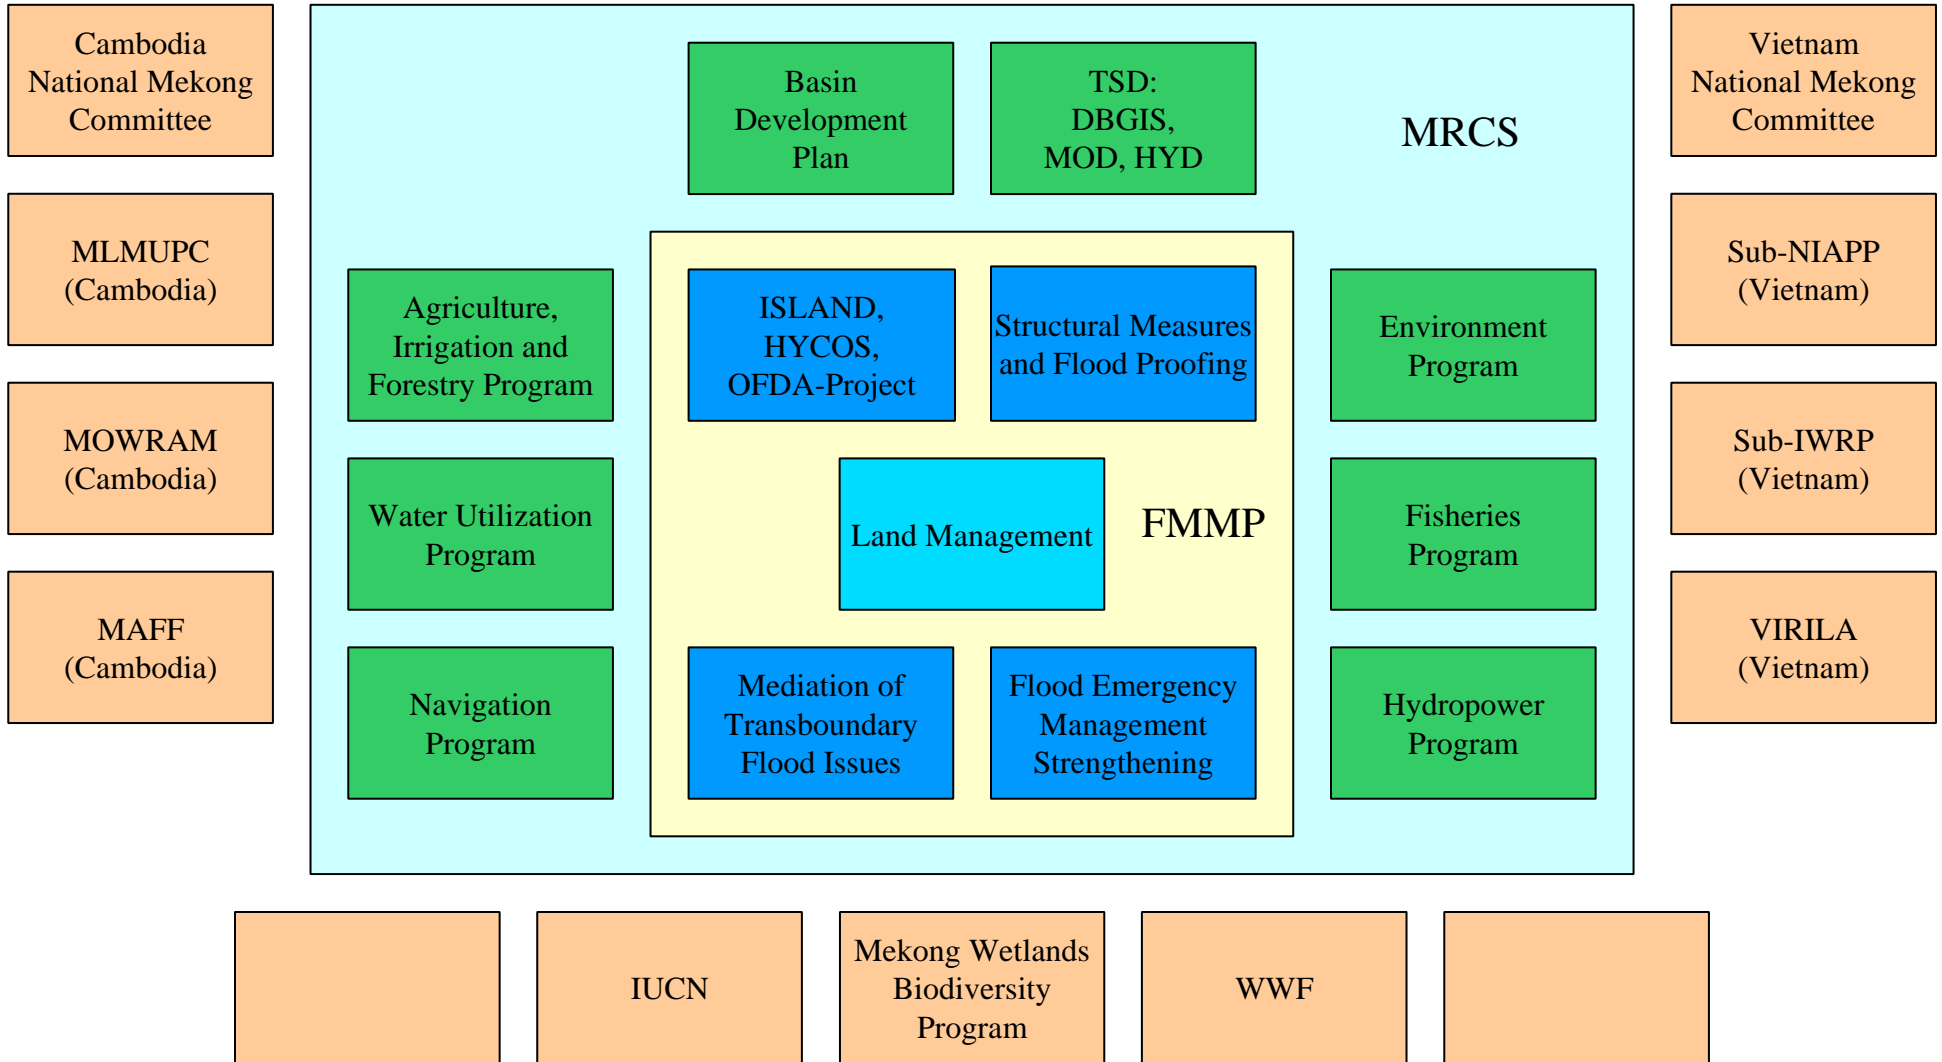 Cambodia
National Mekong
Committee
Basin
Development
Plan
TSD:
DBGIS,
MOD, HYD
MRCS
Vietnam
National Mekong
Committee
MLMUPC
(Cambodia)
Sub-NIAPP
(Vietnam)
Agriculture,
Irrigation and
Forestry Program
ISLAND,
HYCOS,
OFDA-Project
Structural Measures
and Flood Proofing
Environment
Program
MOWRAM
(Cambodia)
Sub-IWRP
(Vietnam)
Water Utilization
Program
Land Management
FMMP
Fisheries
Program
MAFF
(Cambodia)
VIRILA
(Vietnam)
Navigation
Program
Mediation of
Transboundary
Flood Issues
Flood Emergency
Management
Strengthening
Hydropower
Program
IUCN
Mekong Wetlands
Biodiversity
Program
WWF